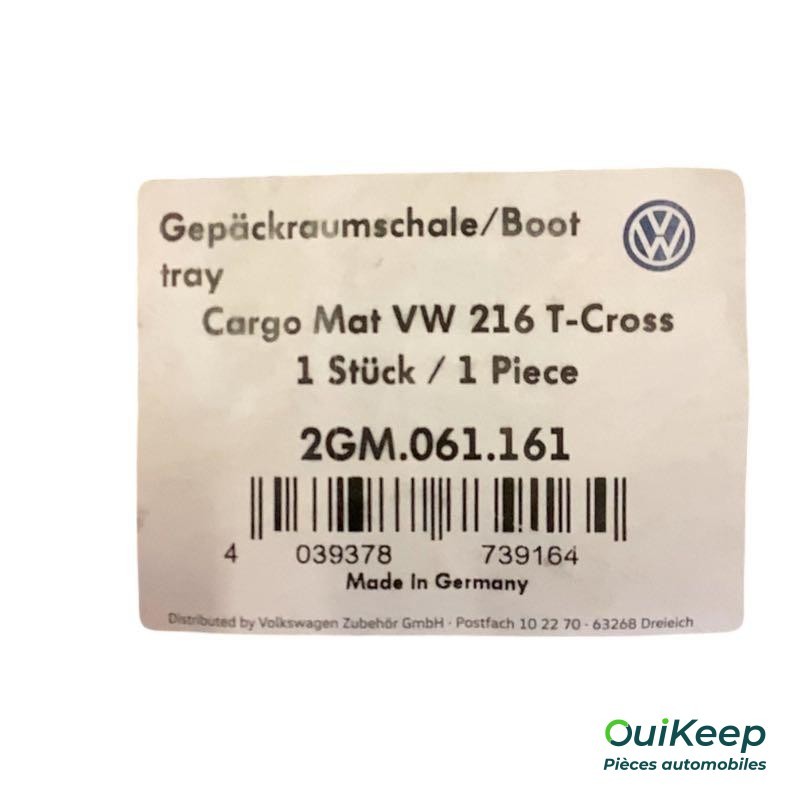 Gepäckraumschale/Boot
tray
Cargo Mat VW 216 T-Cross
1 Stück / 1 Piece
2GM.061.161
4 039378 739164
Made In Germany
Distributed by Volkswagen Zubehör GmbH · Postfach 10 22 70 · 63268 Dreieich
OuiKeep
Pièces automobiles